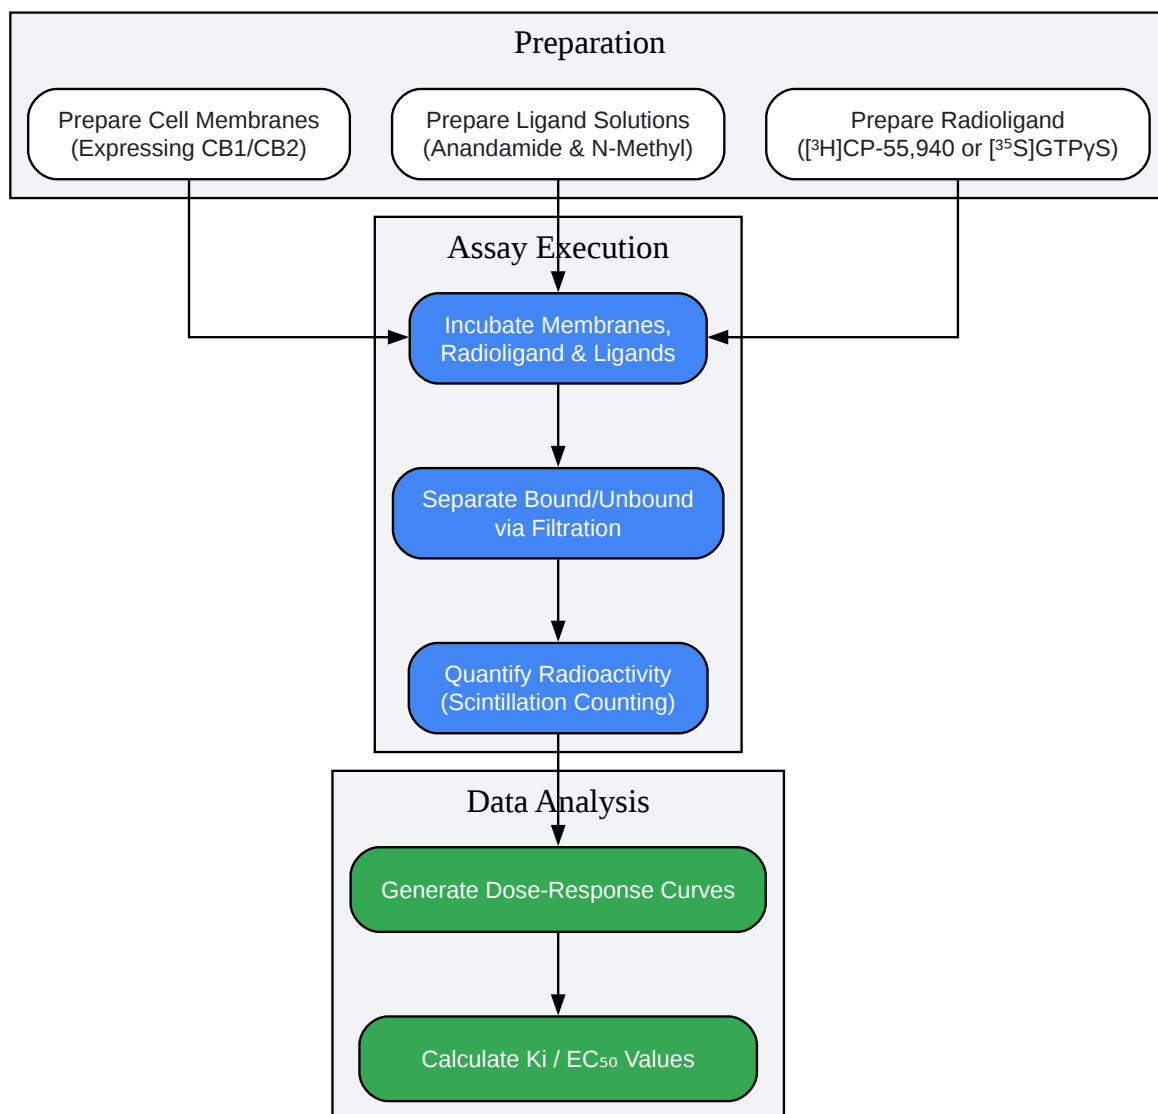 Preparation
Prepare Cell Membranes
(Expressing CB1/CB2)
Prepare Ligand Solutions
(Anandamide & N-Methyl)
Prepare Radioligand
([³H]CP-55,940 or [³⁵S]GTPγS)
Assay Execution
Incubate Membranes,
Radioligand & Ligands
Separate Bound/Unbound
via Filtration
Quantify Radioactivity
(Scintillation Counting)
Data Analysis
Generate Dose-Response Curves
Calculate Ki / EC₅₀ Values